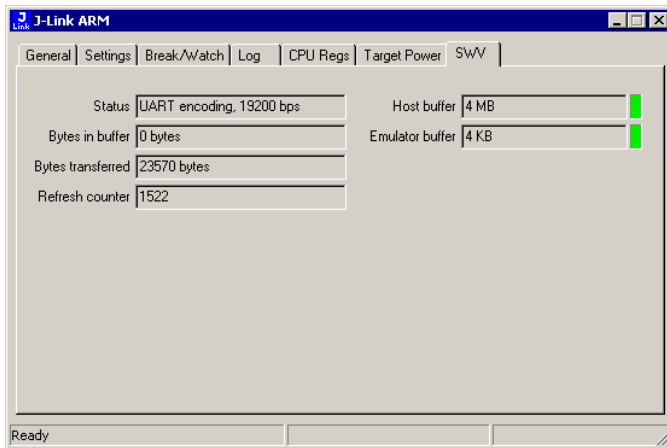 J Link J-Link ARM
General Settings Break/Watch Log CPU Regs Target Power SWV
Status UART encoding, 19200 bps Host buffer 4 MB
Bytes in buffer 0 bytes Emulator buffer 4 KB
Bytes transferred 23570 bytes
Refresh counter 1522
Ready